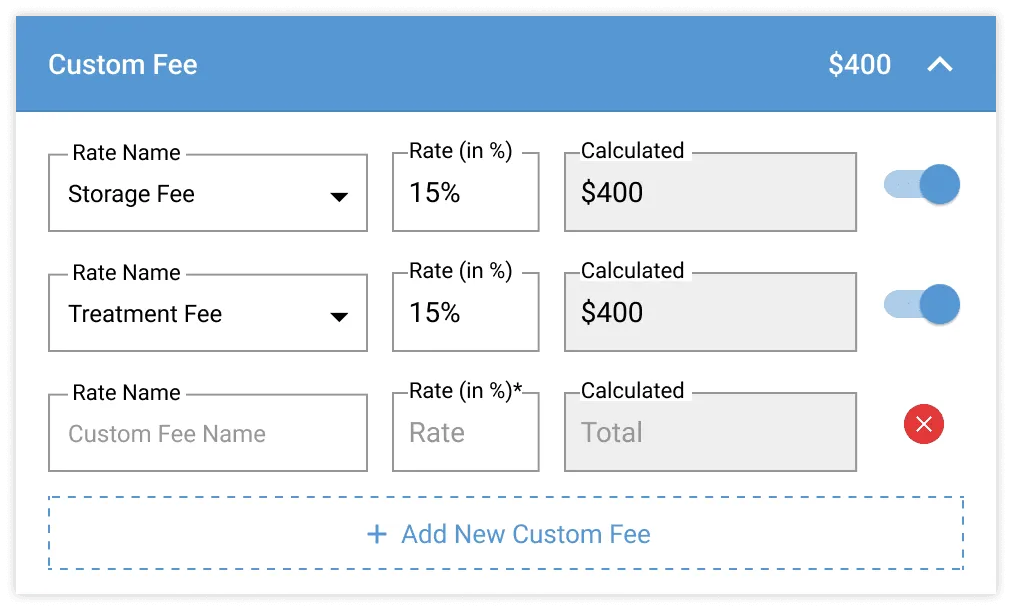 Custom Fee $400
Rate Name Rate (in %) Calculated
Storage Fee 15% $400
Rate Name Rate (in %) Calculated
Treatment Fee 15% $400
Rate Name Rate (in %)* Calculated
Custom Fee Name Rate Total
+ Add New Custom Fee